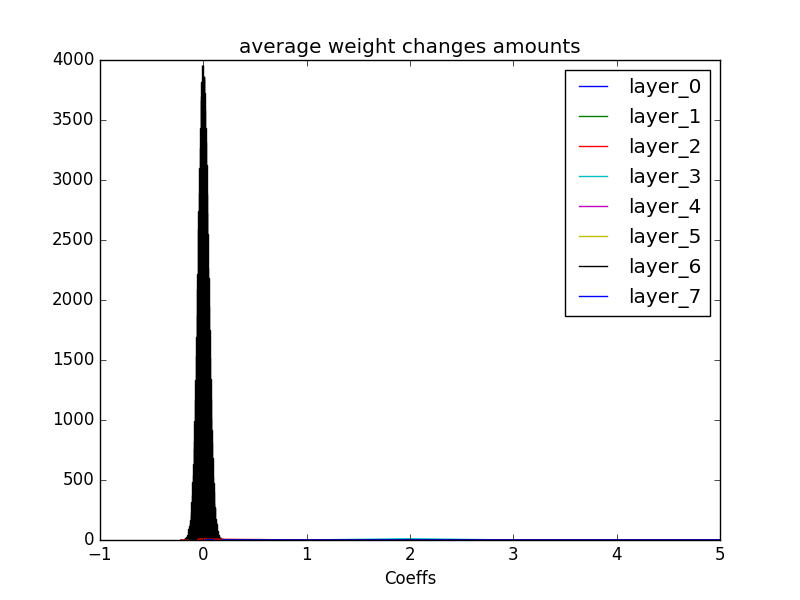 average weight changes amounts
4000
3500
3000
2500
2000
1500
1000
500
0
−1 0 1 2 3 4 5
Coeffs
layer_0
layer_1
layer_2
layer_3
layer_4
layer_5
layer_6
layer_7